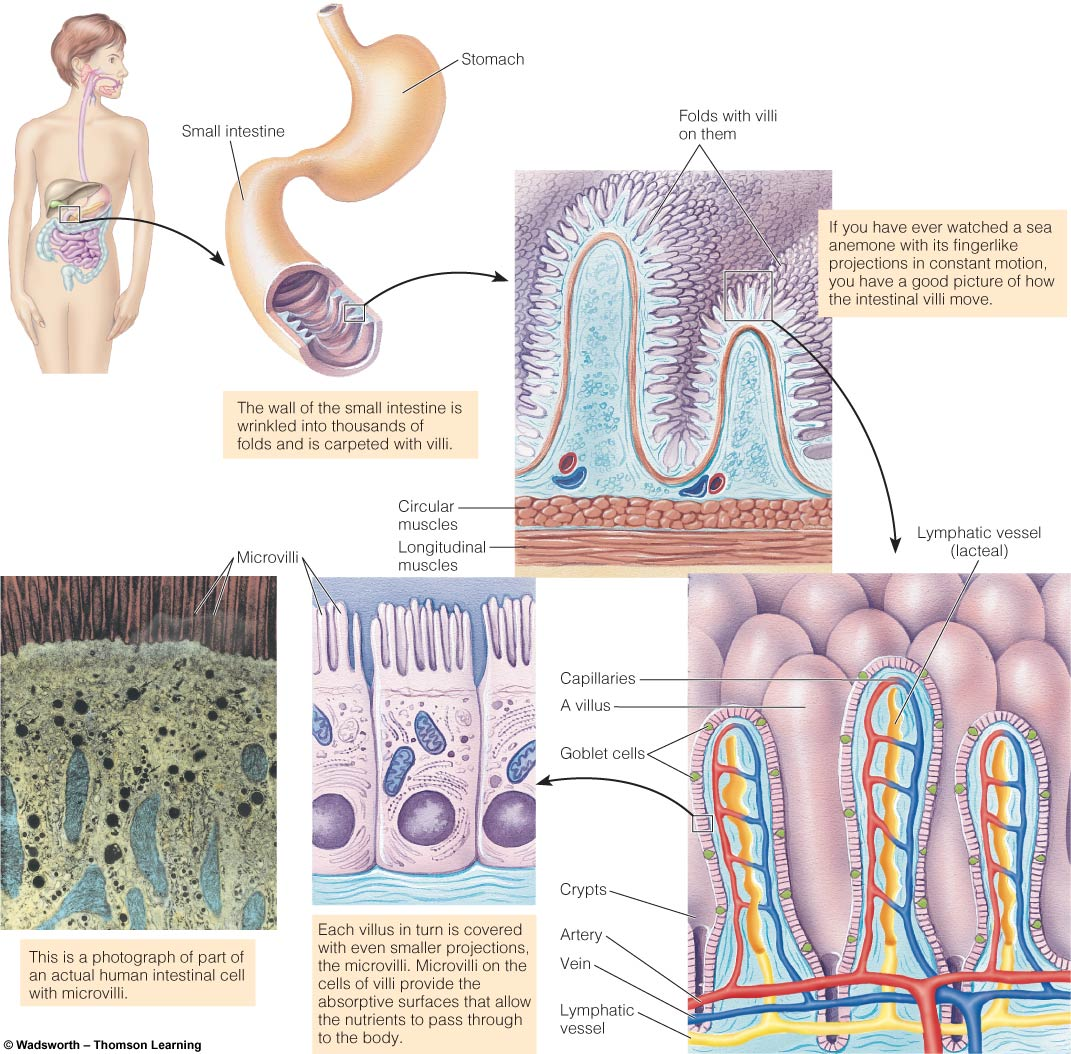 Stomach
Small intestine
Folds with villi
on them
If you have ever watched a sea
anemone with its fingerlike
projections in constant motion,
you have a good picture of how
the intestinal villi move.
The wall of the small intestine is
wrinkled into thousands of
folds and is carpeted with villi.
Circular
muscles
Longitudinal
muscles
Lymphatic vessel
(lacteal)
Microvilli
Capillaries
A villus
Goblet cells
Crypts
Artery
Vein
Lymphatic
vessel
This is a photograph of part of
an actual human intestinal cell
with microvilli.
Each villus in turn is covered
with even smaller projections,
the microvilli. Microvilli on the
cells of villi provide the
absorptive surfaces that allow
the nutrients to pass through
to the body.
© Wadsworth – Thomson Learning